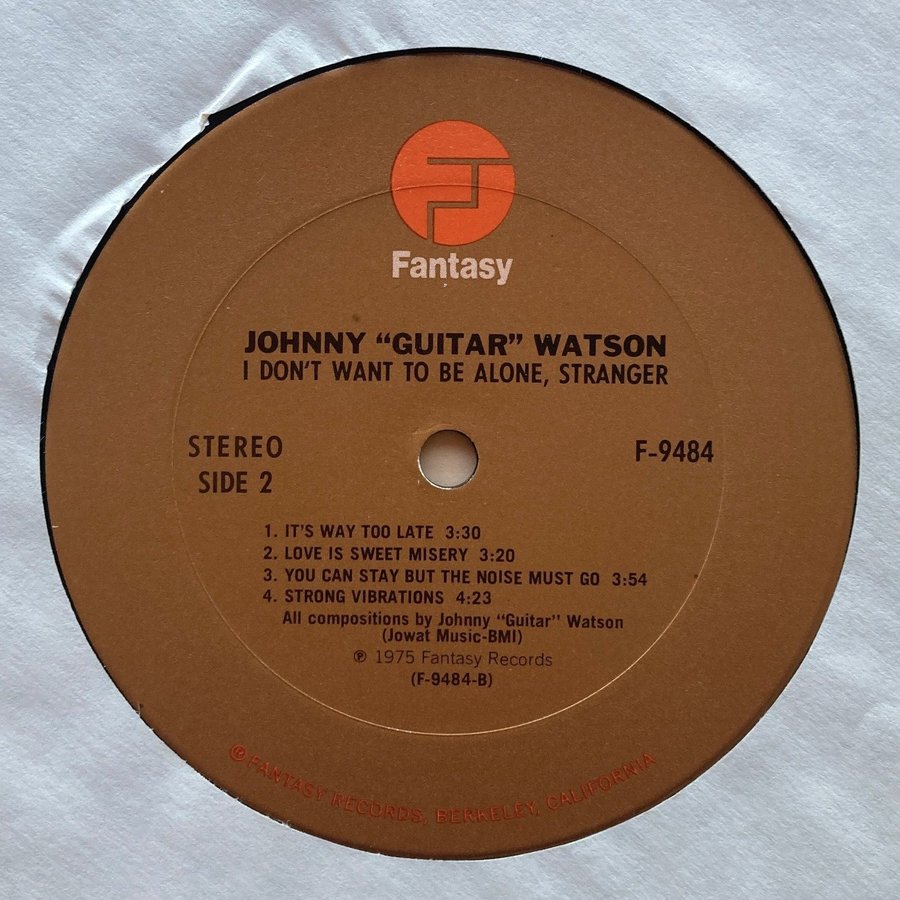 Fantasy
JOHNNY “GUITAR” WATSON
I DON'T WANT TO BE ALONE, STRANGER
STEREO
SIDE 2
F-9484
1. IT'S WAY TOO LATE 3:30
2. LOVE IS SWEET MISERY 3:20
3. YOU CAN STAY BUT THE NOISE MUST GO 3:54
4. STRONG VIBRATIONS 4:23
All compositions by Johnny "Guitar" Watson
(Jowat Music-BMI)
℗ 1975 Fantasy Records
(F-9484-B)
® FANTASY RECORDS, BERKELEY, CALIFORNIA